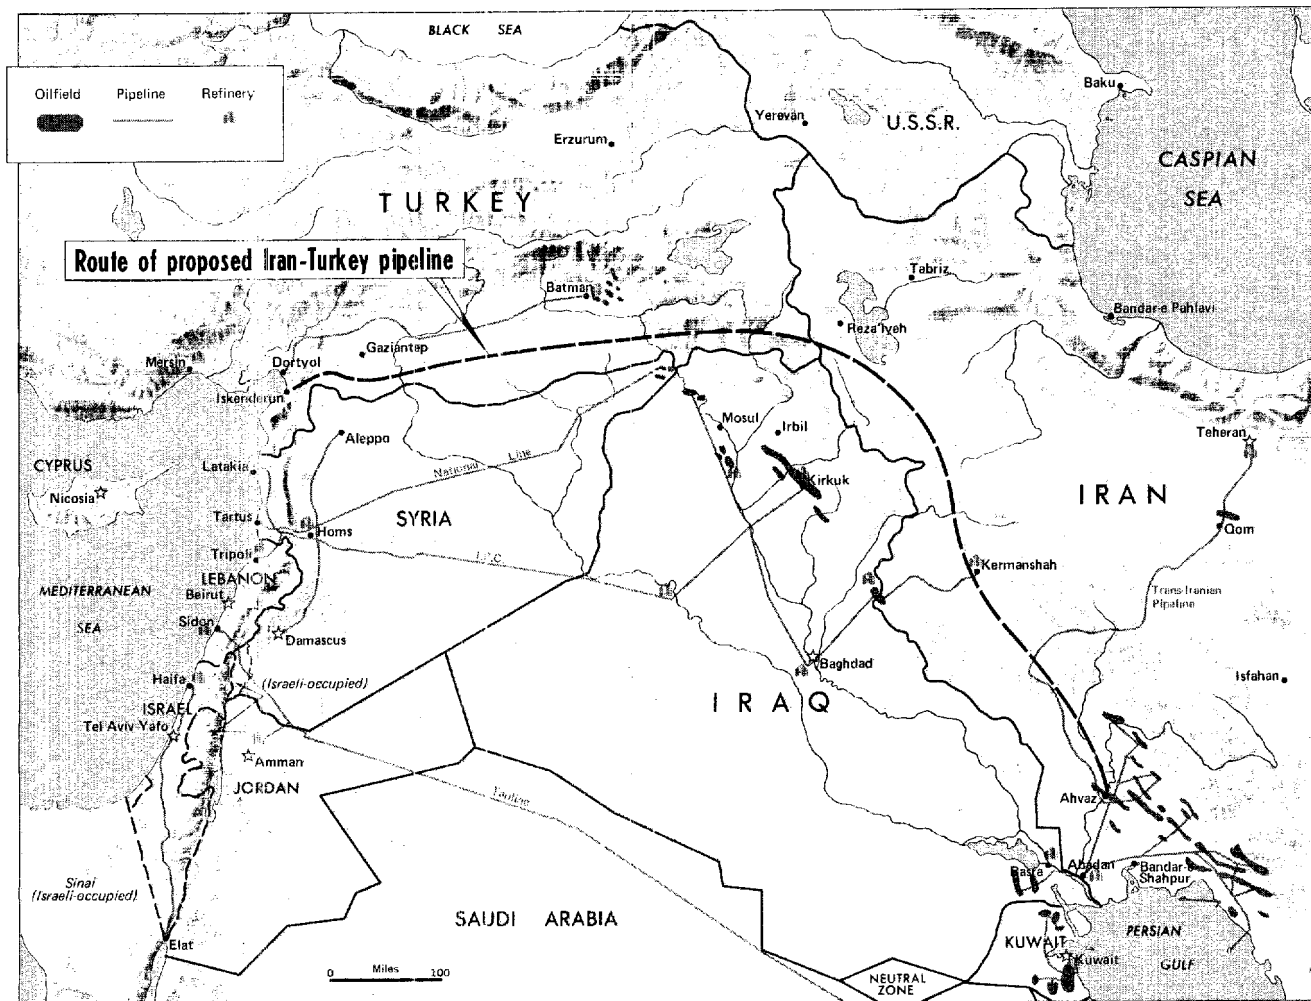 BLACK SEA
Oilfield Pipeline Refinery
Baku
Yerevan
U.S.S.R.
Erzurum
CASPIAN
SEA
TURKEY
Route of proposed Iran-Turkey pipeline
Tabriz
Batman
Bandar-e Pahlavi
Reza'iyeh
Gaziantep
Mersin
Dortyol
Iskenderun
Mosul
Irbil
Teheran
Aleppo
CYPRUS
Latakia
National Line
Kirkuk
Nicosia
IRAN
Tartus
SYRIA
Homs
Qom
Tripoli
I.P.C.
LEBANON
Kermanshah
MEDITERRANEAN
SEA
Beirut
Trans-Iranian
Pipeline
Sidon
Damascus
Baghdad
Haifa
(Israeli-occupied)
Isfahan
ISRAEL
IRAQ
Tel Aviv-Yafo
Amman
JORDAN
Tapline
Ahvaz
Basra
Abadan
Bandar-e
Shahpur
Sinai
(Israeli-occupied)
SAUDI ARABIA
Elat
KUWAIT
PERSIAN
GULF
Kuwait
Miles
0 100
NEUTRAL
ZONE